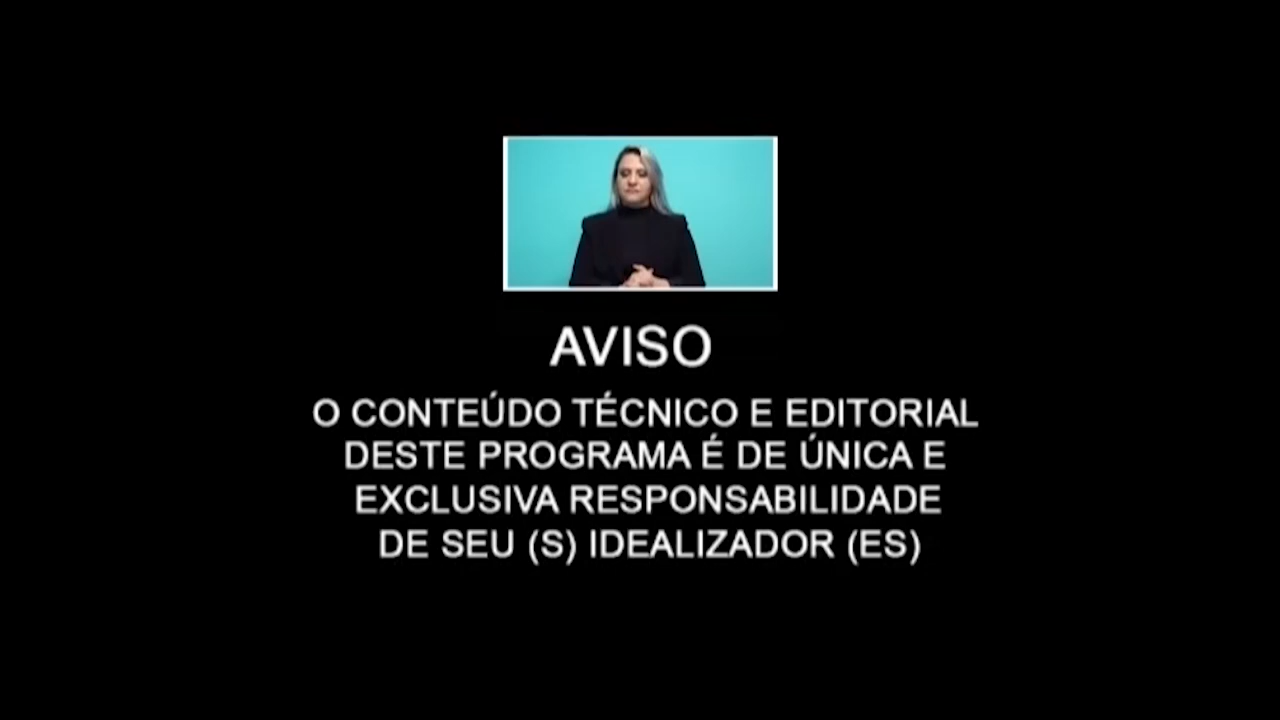 AVISO
O CONTEÚDO TÉCNICO E EDITORIAL
DESTE PROGRAMA É DE ÚNICA E
EXCLUSIVA RESPONSABILIDADE
DE SEU (S) IDEALIZADOR (ES)